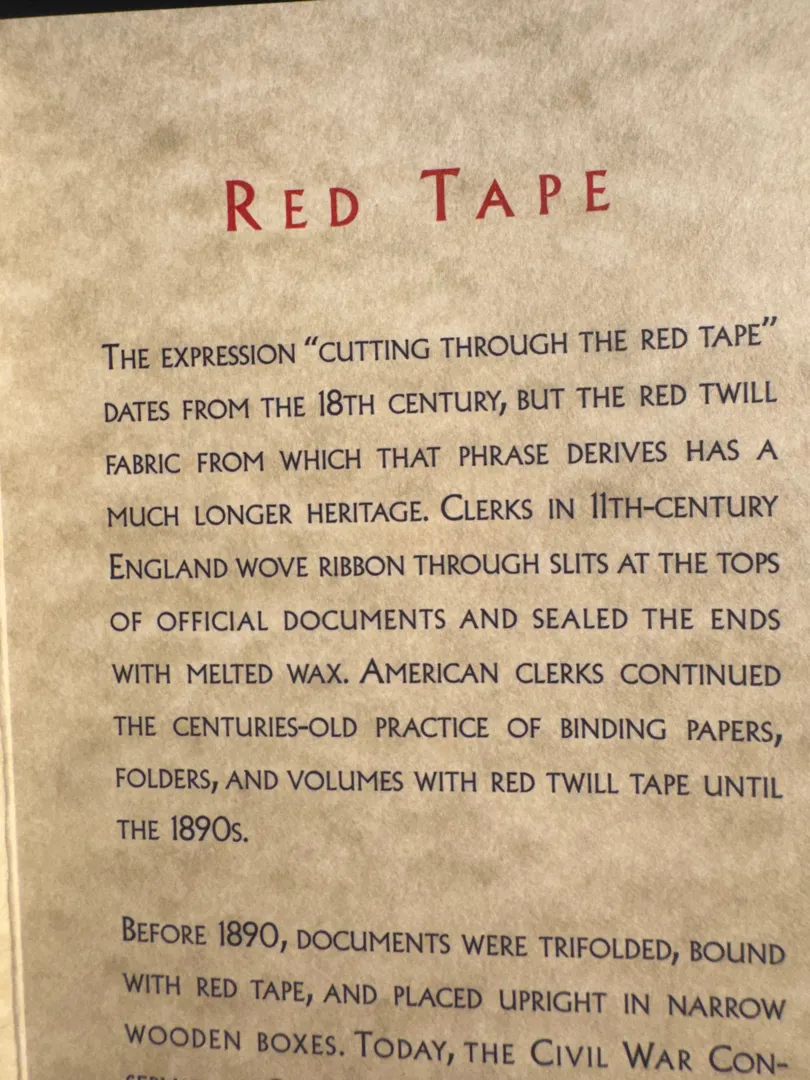 RED TAPE
THE EXPRESSION “CUTTING THROUGH THE RED TAPE”
DATES FROM THE 18TH CENTURY, BUT THE RED TWILL
FABRIC FROM WHICH THAT PHRASE DERIVES HAS A
MUCH LONGER HERITAGE. CLERKS IN 11TH-CENTURY
ENGLAND WOVE RIBBON THROUGH SLITS AT THE TOPS
OF OFFICIAL DOCUMENTS AND SEALED THE ENDS
WITH MELTED WAX. AMERICAN CLERKS CONTINUED
THE CENTURIES-OLD PRACTICE OF BINDING PAPERS,
FOLDERS, AND VOLUMES WITH RED TWILL TAPE UNTIL
THE 1890S.
BEFORE 1890, DOCUMENTS WERE TRIFOLDED, BOUND
WITH RED TAPE, AND PLACED UPRIGHT IN NARROW
WOODEN BOXES. TODAY, THE CIVIL WAR CON-